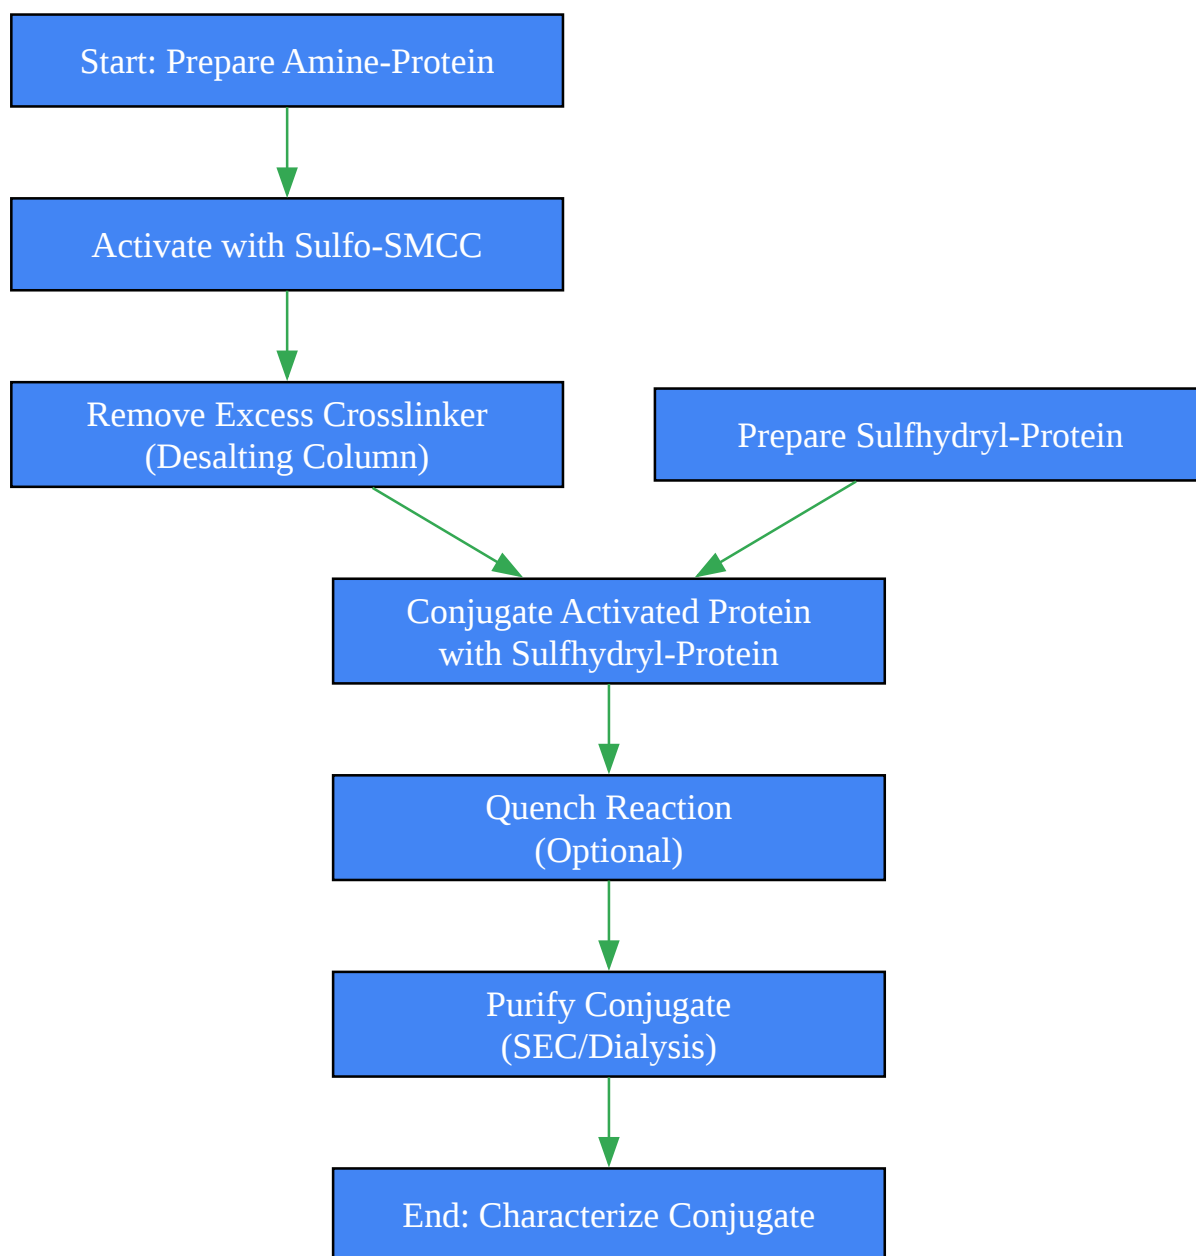 Start: Prepare Amine-Protein
Activate with Sulfo-SMCC
Remove Excess Crosslinker
(Desalting Column)
Prepare Sulfhydryl-Protein
Conjugate Activated Protein
with Sulfhydryl-Protein
Quench Reaction
(Optional)
Purify Conjugate
(SEC/Dialysis)
End: Characterize Conjugate